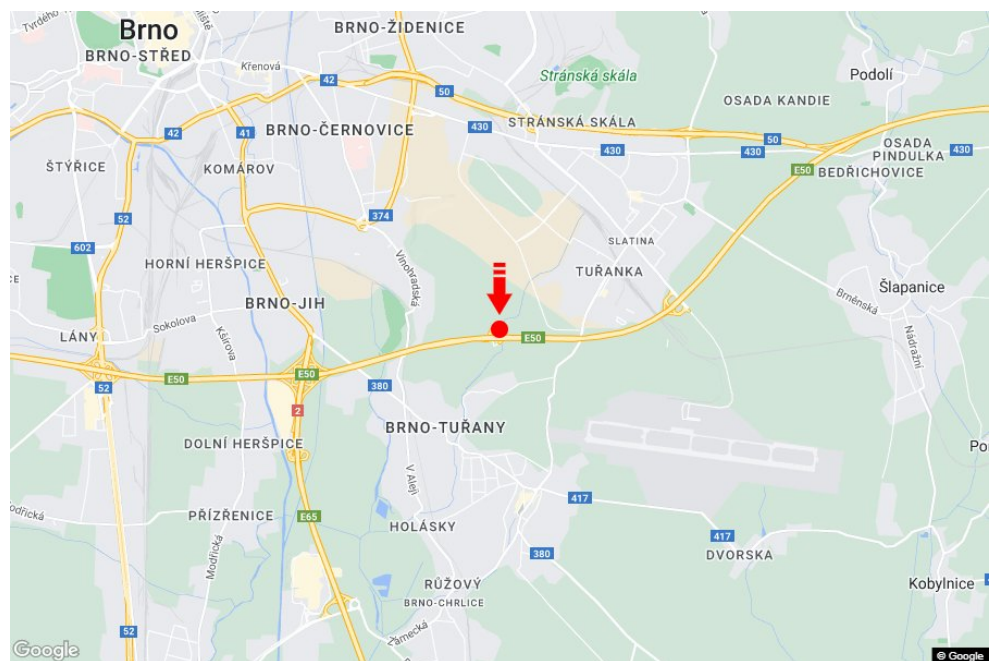 Brno
BRNO-STŘED
BRNO-ŽIDENICE
Tvrdého
Křenová
Stránská skála
Podolí
42
50
OSADA KANDIE
42
41
BRNO-ČERNOVICE
430
STRÁNSKÁ SKÁLA
50
430
430
OSADA
PINDULKA
430
ŠTÝŘICE
KOMÁROV
E50
BEDŘICHOVICE
52
374
602
Vinohradská
SLATINA
HORNÍ HERŠPICE
TUŘANKA
Šlapanice
Brněnská
BRNO-JIH
Sokolova
Kšírova
Nádražní
LÁNY
E50
E50
E50
52
380
2
DOLNÍ HERŠPICE
BRNO-TUŘANY
V Aleji
417
E65
PŘÍZŘENICE
Modřická
HOLÁSKY
417
380
DVORSKA
RŮŽOVÝ
BRNO-CHRLICE
Kobylnice
52
Zámecká
Google
© Google